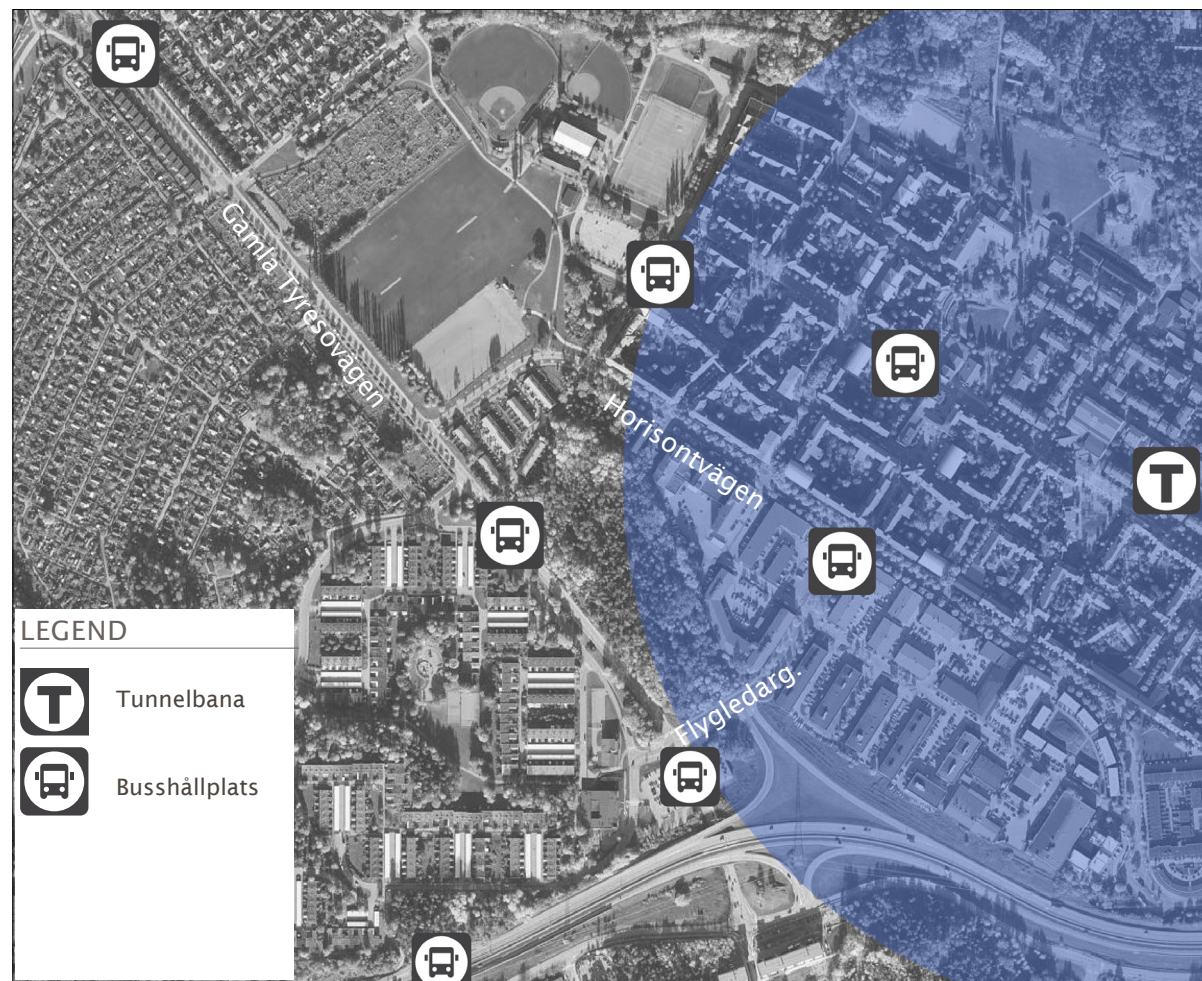 Gamla Tyresövägen
Horisontvägen
Flygledarg.
T
LEGEND
T
Tunnelbana
Busshållplats